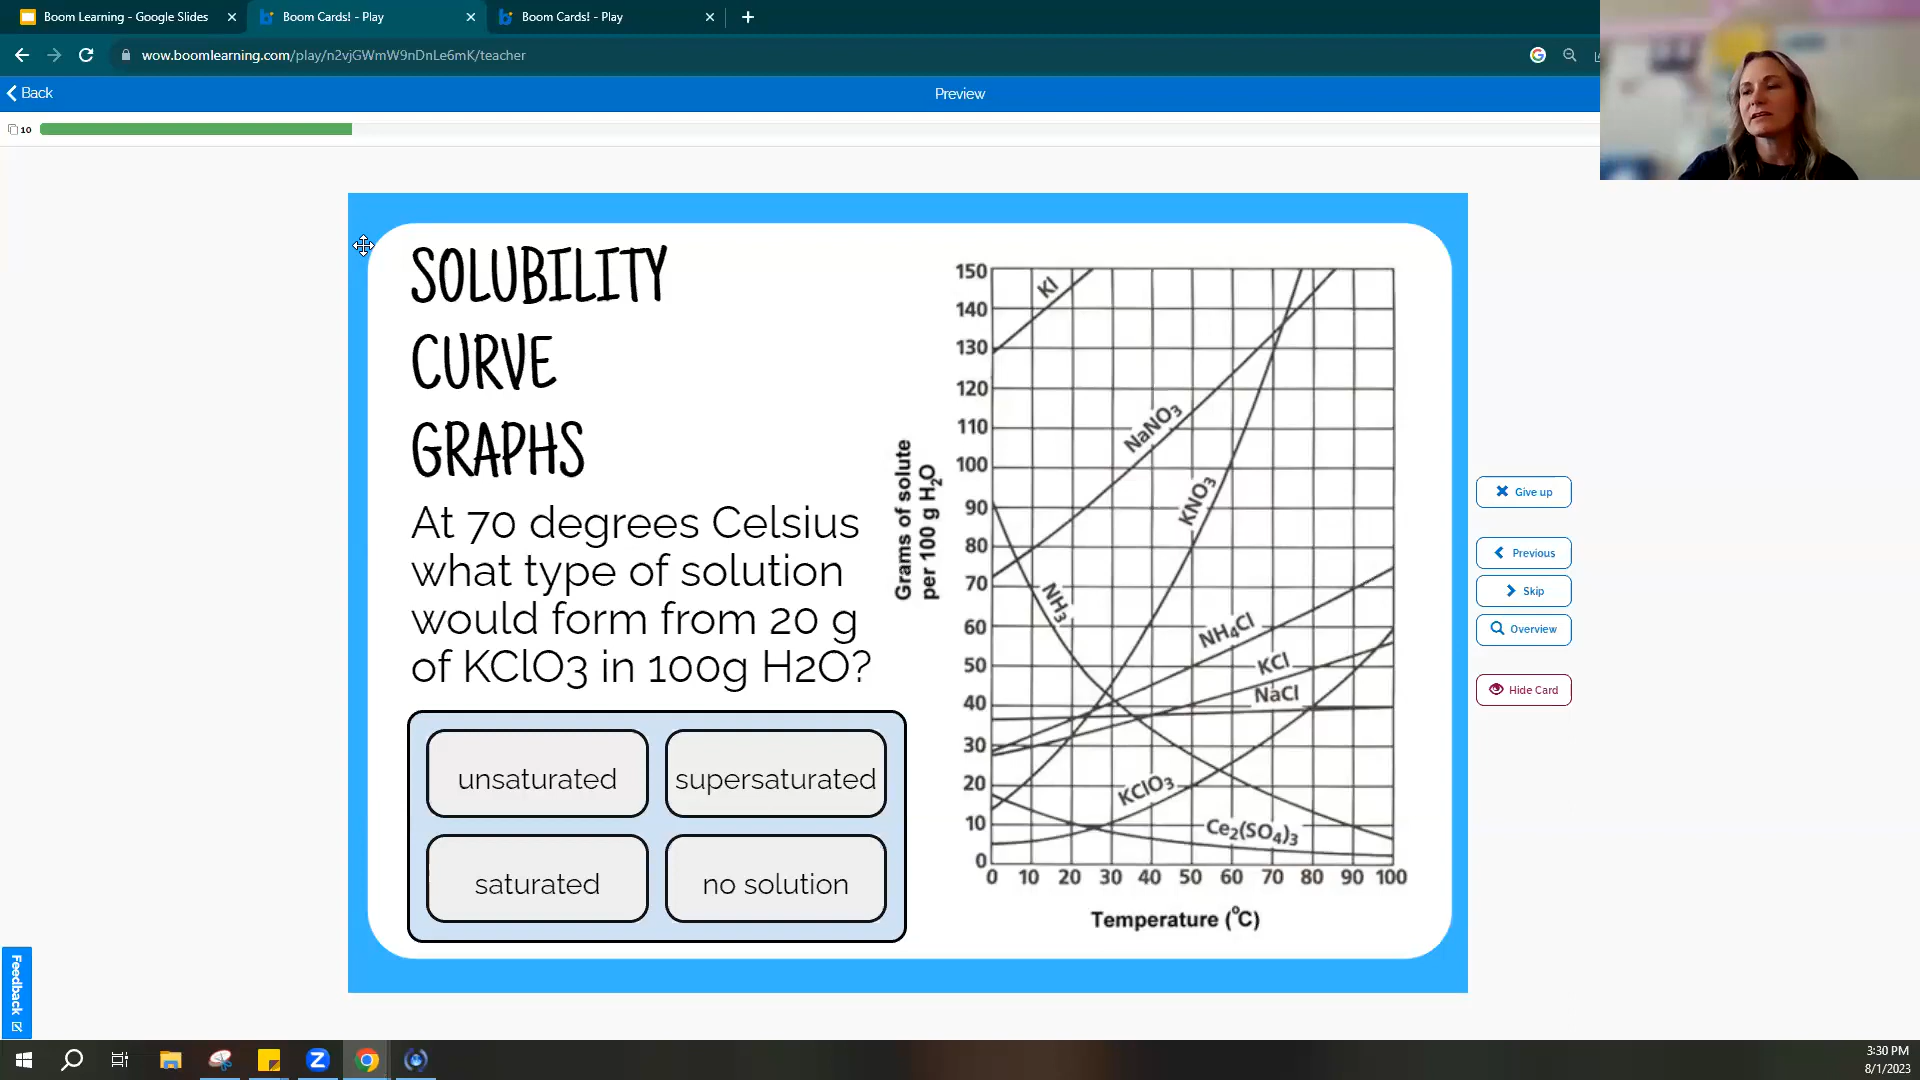 Boom Learning - Google Slides
Boom Cards! - Play
Boom Cards! - Play
wow.boomlearning.com/play/n2vjGWmW9nDnLe6mK/teacher
Back
Preview
10
SOLUBILITY
CURVE
GRAPHS
At 70 degrees Celsius
what type of solution
would form from 20 g
of KClO3 in 100g H2O?
unsaturated
supersaturated
saturated
no solution
Grams of solute
per 100 g H₂O
150
140
130
120
110
100
90
80
70
60
50
40
30
20
10
0
KI
NaNO₃
KNO₃
NH₃
NH₄Cl
KCl
NaCl
KClO₃
Ce₂(SO₄)₃
0 10 20 30 40 50 60 70 80 90 100
Temperature (°C)
Give up
Previous
Skip
Overview
Hide Card
Feedback
3:30 PM
8/1/2023